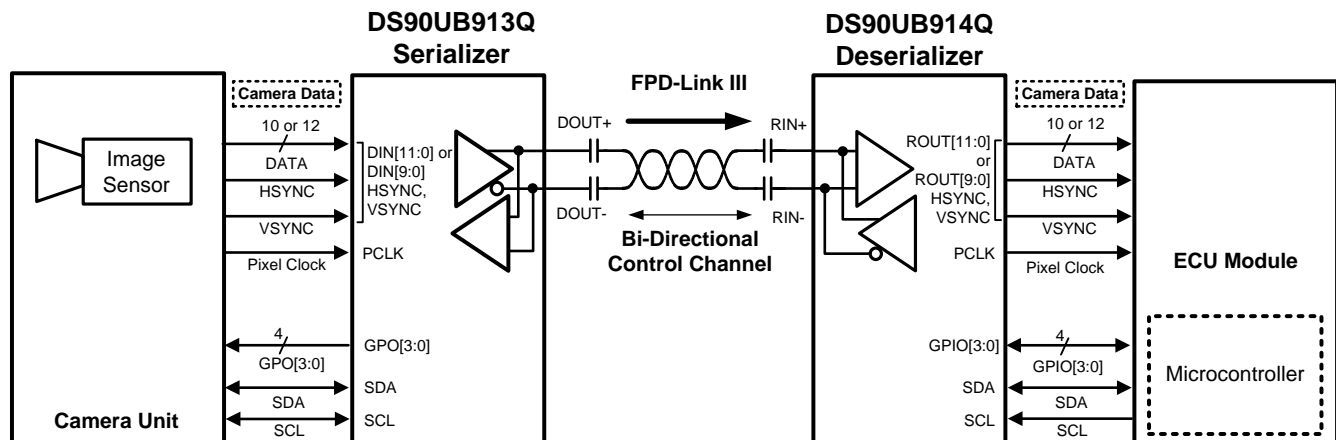 DS90UB913Q
Serializer
DS90UB914Q
Deserializer
Camera Data
FPD-Link III
Camera Data
10 or 12
DATA
HSYNC
VSYNC
Pixel Clock
4
GPO[3:0]
SDA
SCL
Image
Sensor
Camera Unit
DIN[11:0] or
DIN[9:0]
HSYNC,
VSYNC
PCLK
GPO[3:0]
SDA
SCL
DOUT+
DOUT-
RIN+
RIN-
Bi-Directional
Control Channel
ROUT[11:0]
or
ROUT[9:0]
HSYNC,
VSYNC
PCLK
GPIO[3:0]
SDA
SCL
10 or 12
DATA
HSYNC
VSYNC
Pixel Clock
4
GPIO[3:0]
SDA
SCL
ECU Module
Microcontroller